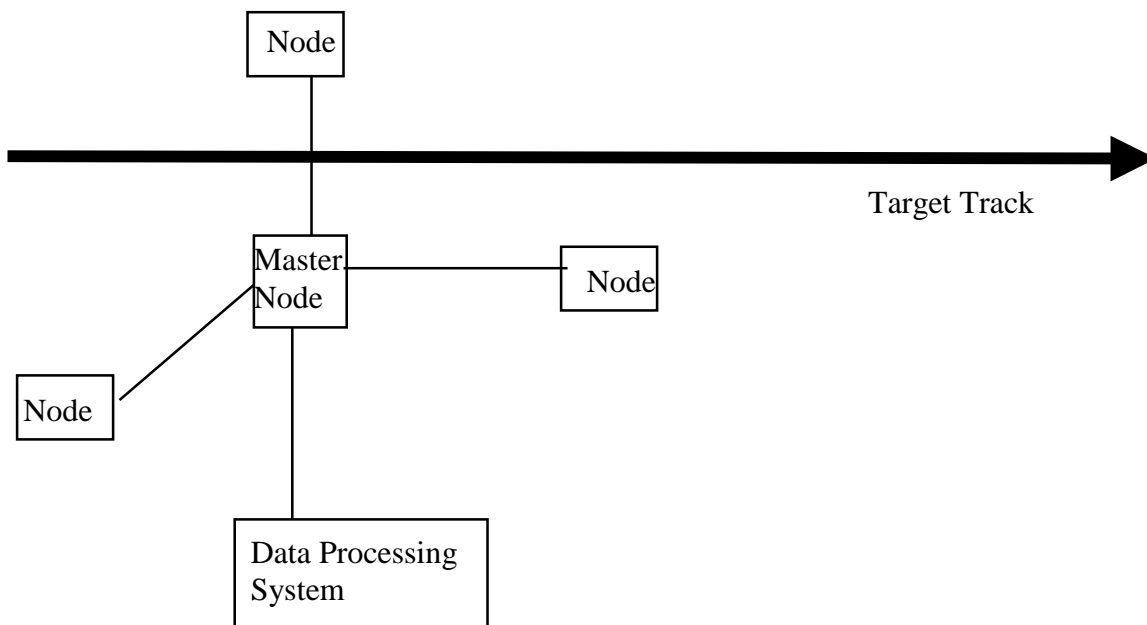 Node
Target Track
Master
Node
Node
Node
Data Processing
System